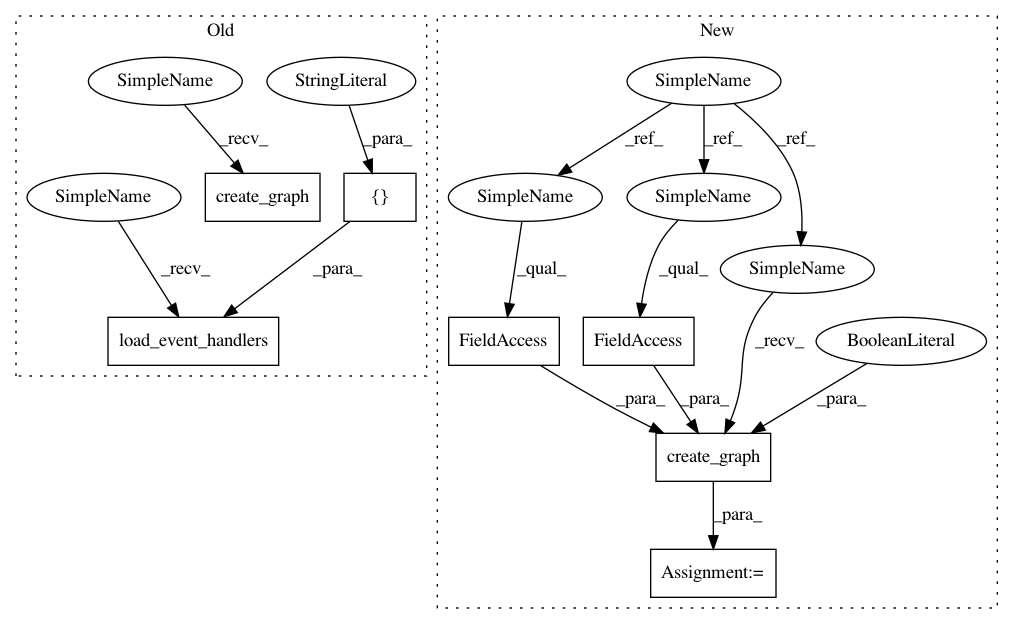 Old
New
SimpleName
StringLiteral
SimpleName
_recv_
_para_
_ref_
_ref_
_ref_
SimpleName
create_graph
{}
SimpleName
SimpleName
SimpleName
_recv_
_para_
_qual_
_qual_
load_event_handlers
FieldAccess
FieldAccess
_recv_
BooleanLiteral
_para_
_para_
_para_
create_graph
_para_
Assignment:=